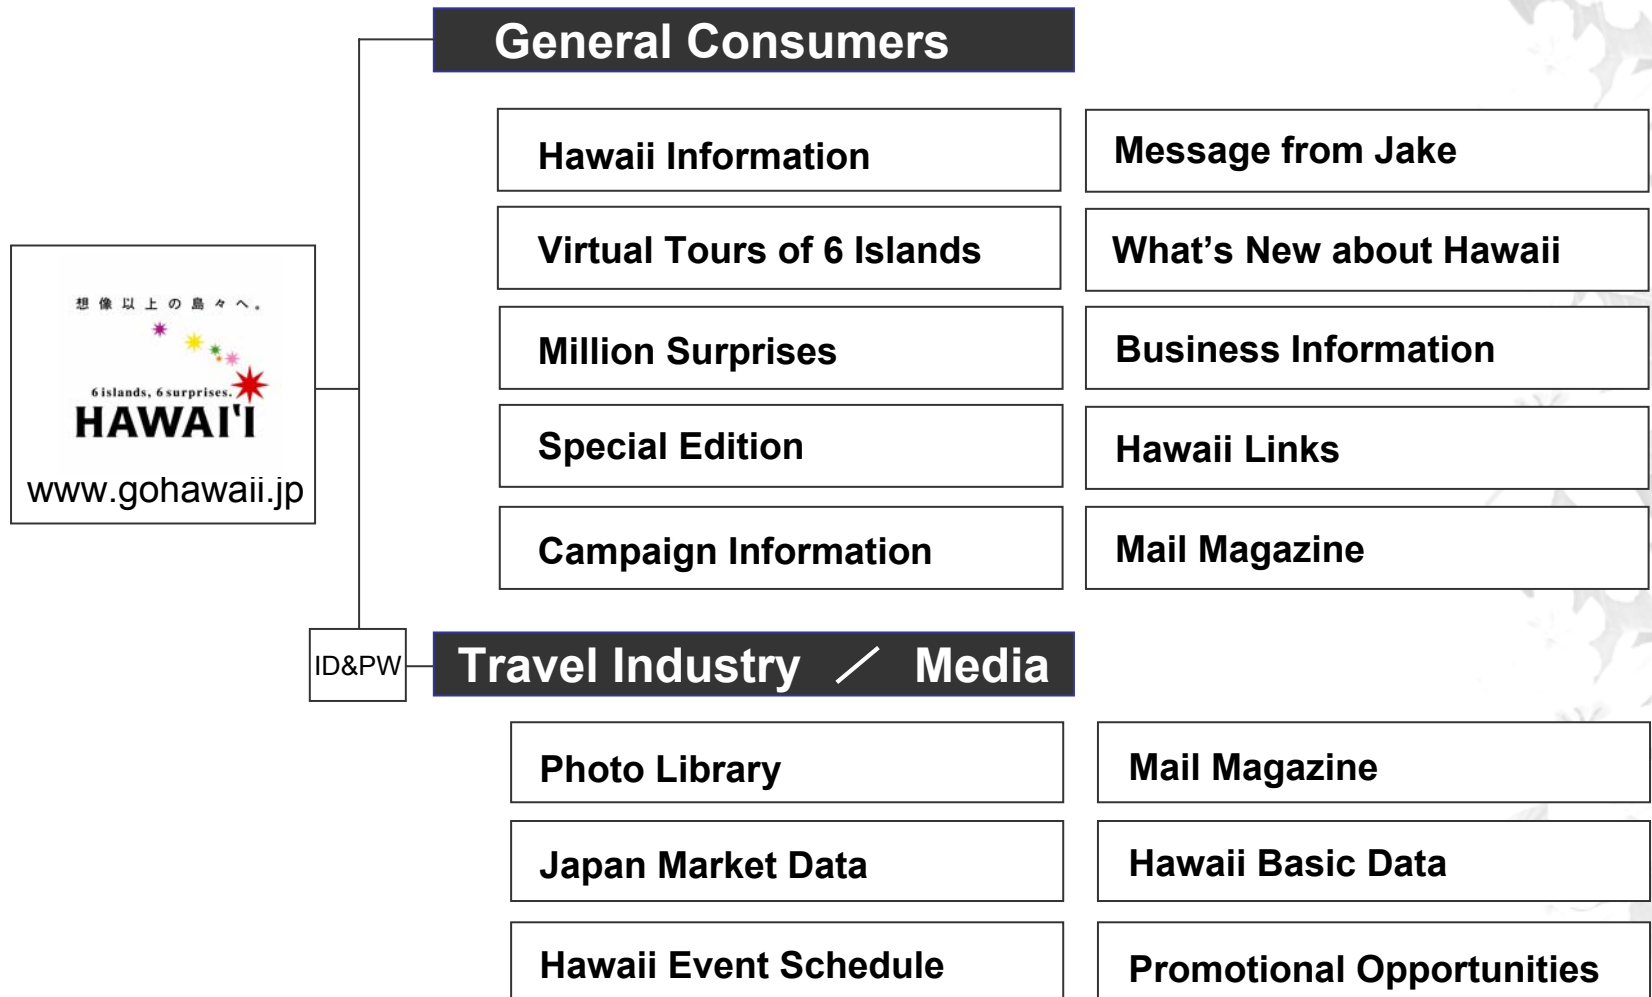 General Consumers
Hawaii Information
Message from Jake
Virtual Tours of 6 Islands
What’s New about Hawaii
Million Surprises
Business Information
Special Edition
Hawaii Links
Campaign Information
Mail Magazine
想像以上の島々へ。
6 islands, 6 surprises.
HAWAI'I
www.gohawaii.jp
ID&PW
Travel Industry ／ Media
Photo Library
Mail Magazine
Japan Market Data
Hawaii Basic Data
Hawaii Event Schedule
Promotional Opportunities